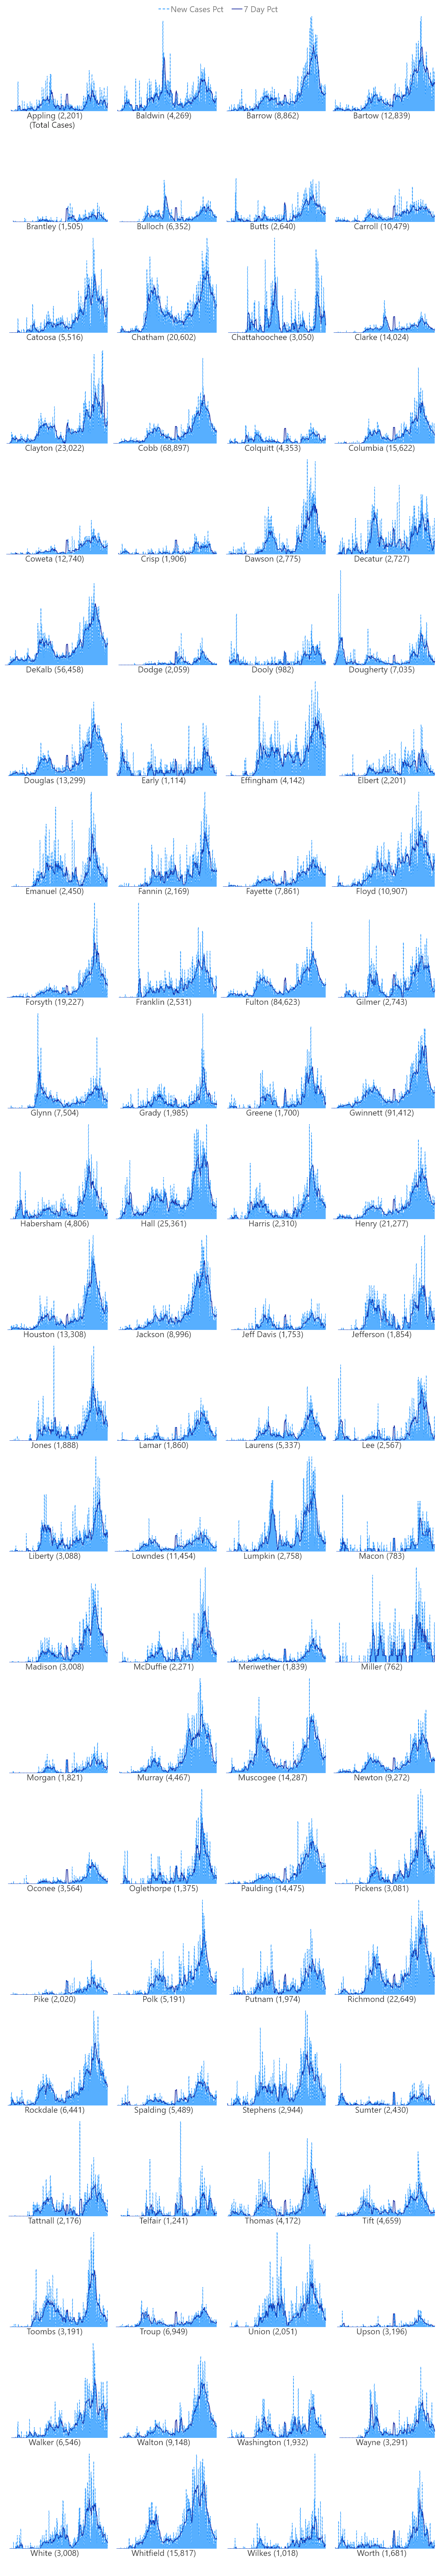 New Cases Pct 7 Day Pct
Appling (2,201) Baldwin (4,269) Barrow (8,862) Bartow (12,839)
(Total Cases)
Brantley (1,505) Bulloch (6,352) Butts (2,640) Carroll (10,479)
Catoosa (5,516) Chatham (20,602) Chattahoochee (3,050) Clarke (14,024)
Clayton (23,022) Cobb (68,897) Colquitt (4,353) Columbia (15,622)
Coweta (12,740) Crisp (1,906) Dawson (2,775) Decatur (2,727)
DeKalb (56,458) Dodge (2,059) Dooly (982) Dougherty (7,035)
Douglas (13,299) Early (1,114) Effingham (4,142) Elbert (2,201)
Emanuel (2,450) Fannin (2,169) Fayette (7,861) Floyd (10,907)
Forsyth (19,227) Franklin (2,531) Fulton (84,623) Gilmer (2,743)
Glynn (7,504) Grady (1,985) Greene (1,700) Gwinnett (91,412)
Habersham (4,806) Hall (25,361) Harris (2,310) Henry (21,277)
Houston (13,308) Jackson (8,996) Jeff Davis (1,753) Jefferson (1,854)
Jones (1,888) Lamar (1,860) Laurens (5,337) Lee (2,567)
Liberty (3,088) Lowndes (11,454) Lumpkin (2,758) Macon (783)
Madison (3,008) McDuffie (2,271) Meriwether (1,839) Miller (762)
Morgan (1,821) Murray (4,467) Muscogee (14,287) Newton (9,272)
Oconee (3,564) Oglethorpe (1,375) Paulding (14,475) Pickens (3,081)
Pike (2,020) Polk (5,191) Putnam (1,974) Richmond (22,649)
Rockdale (6,441) Spalding (5,489) Stephens (2,944) Sumter (2,430)
Tattnall (2,176) Telfair (1,241) Thomas (4,172) Tift (4,659)
Toombs (3,191) Troup (6,949) Union (2,051) Upson (3,196)
Walker (6,546) Walton (9,148) Washington (1,932) Wayne (3,291)
White (3,008) Whitfield (15,817) Wilkes (1,018) Worth (1,681)